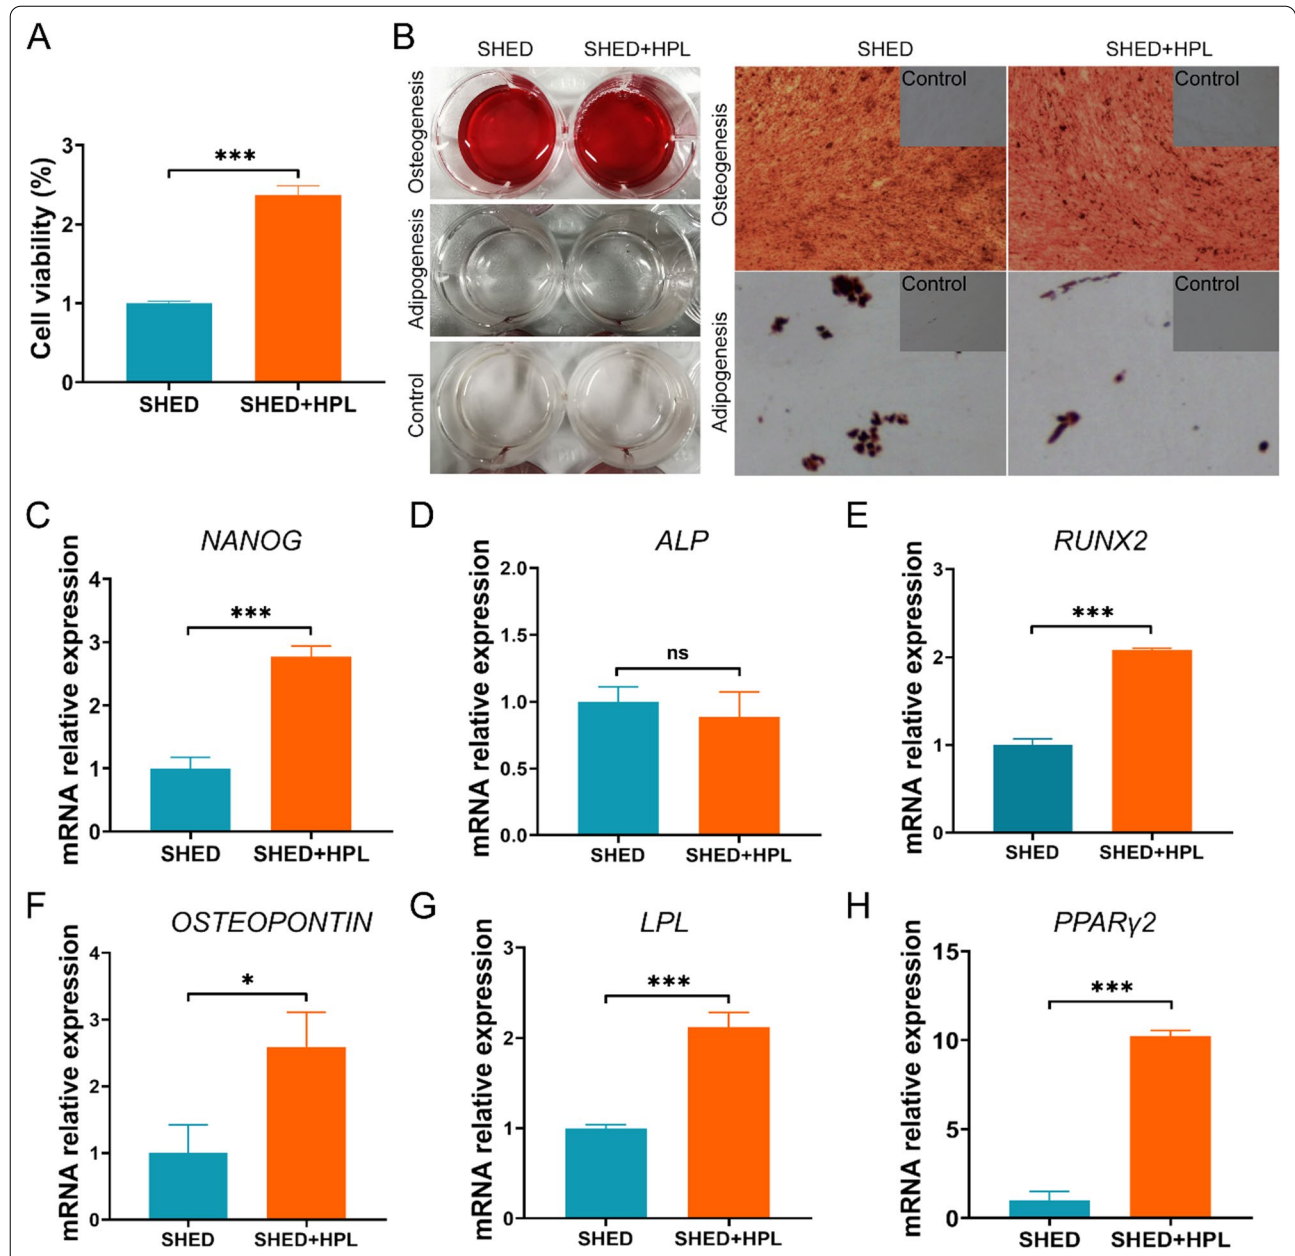 A
Cell viability (%)
3
2
1
0
***
SHED
SHED+HPL
B
SHED
SHED+HPL
Osteogenesis
Adipogenesis
Control
SHED
SHED+HPL
Osteogenesis
Adipogenesis
Control
Control
Control
Control
C
NANOG
mRNA relative expression
4
3
2
1
0
***
SHED
SHED+HPL
D
ALP
mRNA relative expression
2.0
1.5
1.0
0.5
0.0
ns
SHED
SHED+HPL
E
RUNX2
mRNA relative expression
3
2
1
0
***
SHED
SHED+HPL
F
OSTEOPONTIN
mRNA relative expression
4
3
2
1
0
*
SHED
SHED+HPL
G
LPL
mRNA relative expression
3
2
1
0
***
SHED
SHED+HPL
H
PPARγ2
mRNA relative expression
15
10
5
0
***
SHED
SHED+HPL